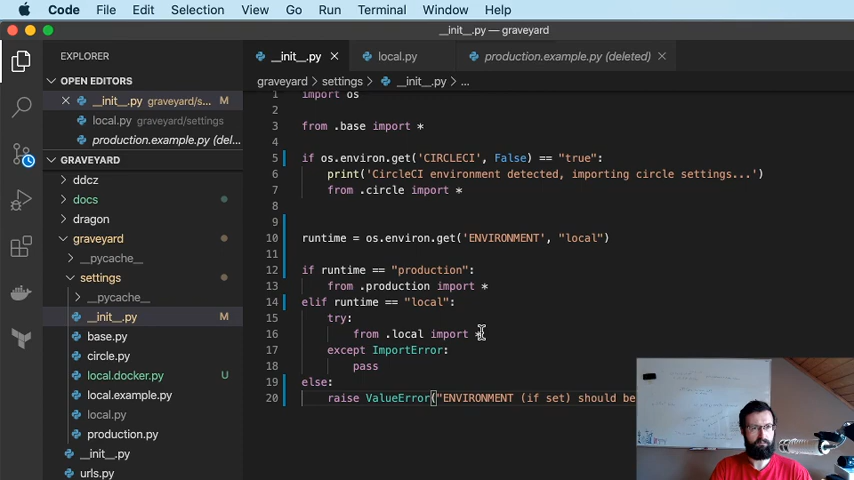 Code File Edit Selection View Go Run Terminal Window Help
__init__.py — graveyard
EXPLORER
__init__.py
local.py
production.example.py (deleted)
OPEN EDITORS
graveyard > settings > __init__.py > ...
__init__.py graveyard/s... M
local.py graveyard/settings
production.example.py (del...
GRAVEYARD
ddcz
docs
dragon
graveyard
__pycache__
settings
__pycache__
__init__.py M
base.py
circle.py
local.docker.py U
local.example.py
local.py
production.py
__init__.py
urls.py
1 import os
2
3 from .base import *
4
5 if os.environ.get('CIRCLECI', False) == "true":
6 print('CircleCI environment detected, importing circle settings...')
7 from .circle import *
8
9
10 runtime = os.environ.get('ENVIRONMENT', "local")
11
12 if runtime == "production":
13 from .production import *
14 elif runtime == "local":
15 try:
16 from .local import *
17 except ImportError:
18 pass
19 else:
20 raise ValueError("ENVIRONMENT (if set) should be